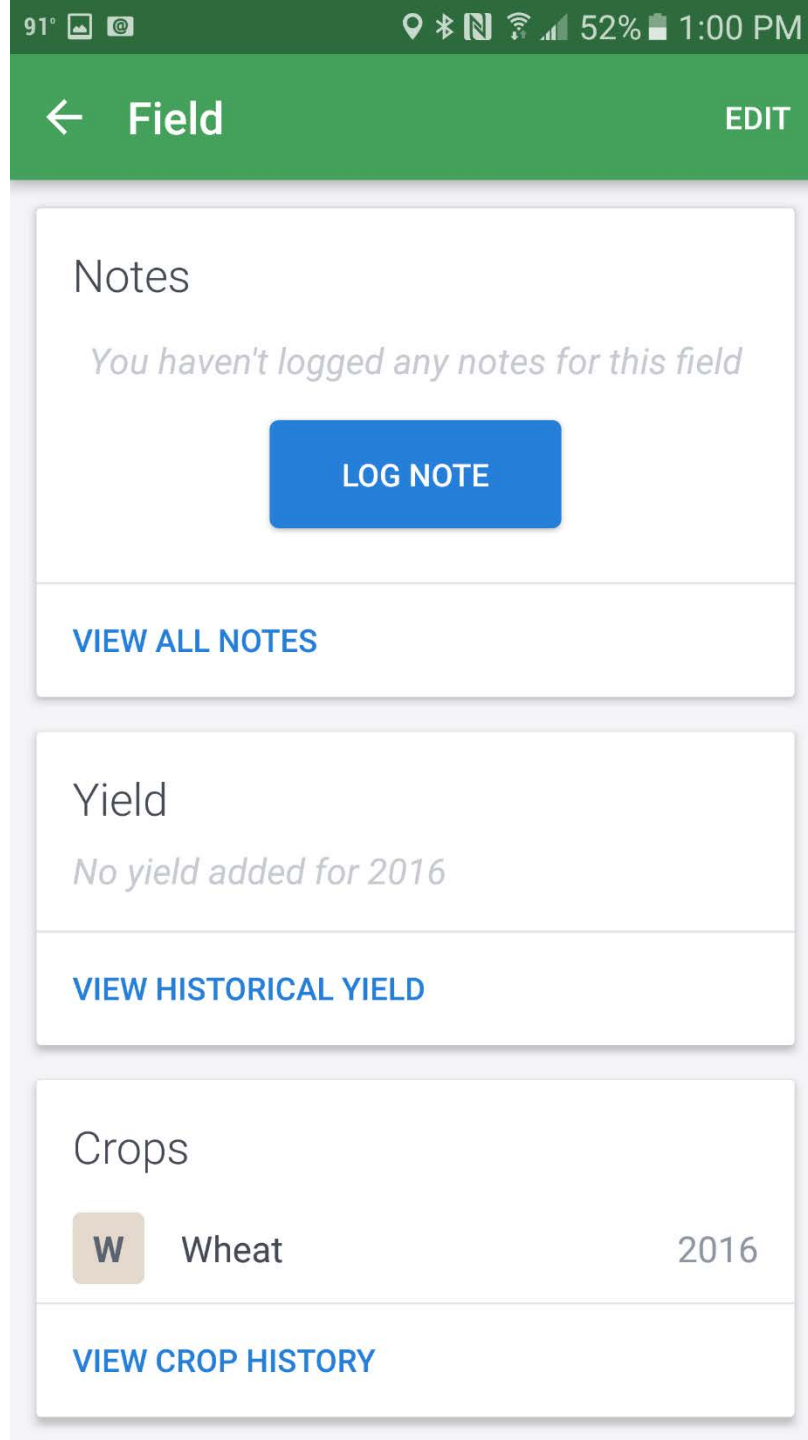 91° 52% 1:00 PM
Field EDIT
Notes
You haven't logged any notes for this field
LOG NOTE
VIEW ALL NOTES
Yield
No yield added for 2016
VIEW HISTORICAL YIELD
Crops
W Wheat 2016
VIEW CROP HISTORY